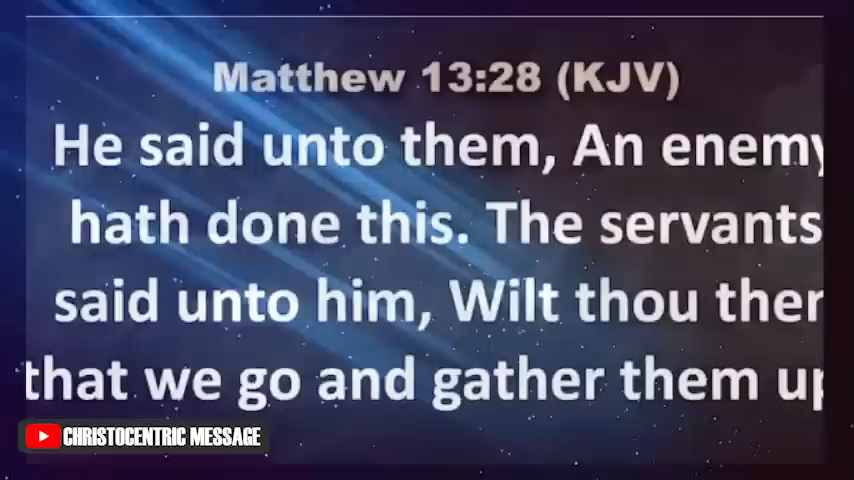 Matthew 13:28 (KJV)
He said unto them, An enemy
hath done this. The servants
said unto him, Wilt thou then
that we go and gather them up
CHRISTOCENTRIC MESSAGE